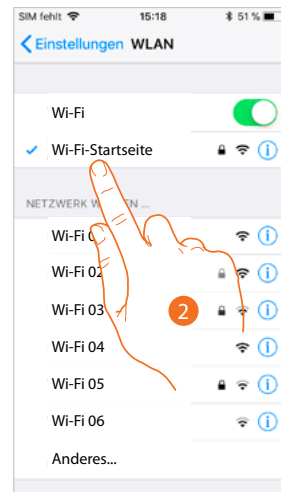 SIM fehlt 15:18 51 %
Einstellungen WLAN
Wi-Fi
Wi-Fi-Startseite
NETZWERK
Wi-Fi
Wi-Fi 02
Wi-Fi 03
2
Wi-Fi 04
Wi-Fi 05
Wi-Fi 06
Anderes...